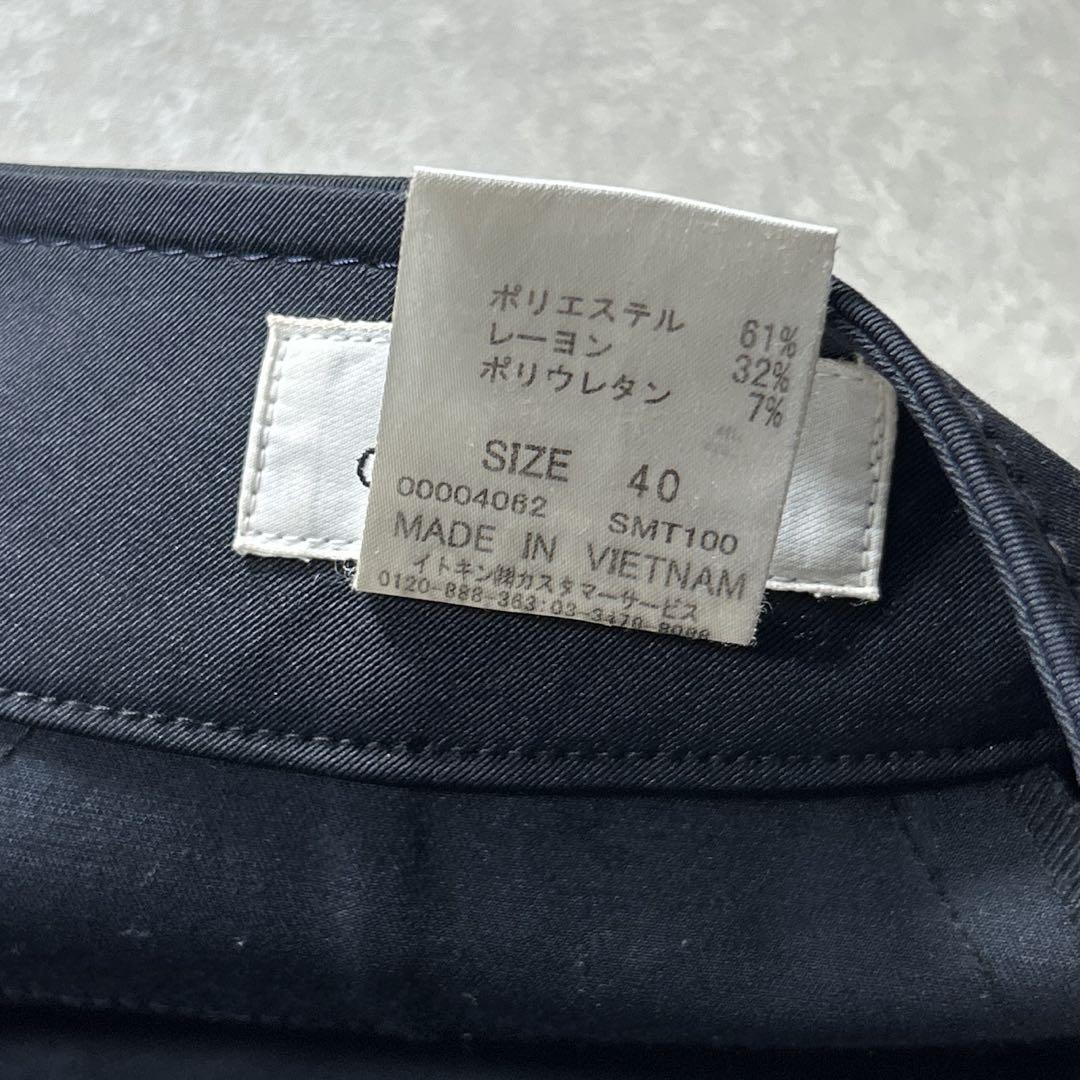 ポリエステル 61%
レーヨン 32%
ポリウレタン 7%
SIZE 40
00004062 SMT100
MADE IN VIETNAM
イトキン㈱カスタマーサービス
0120-888-363:03-3478-8088